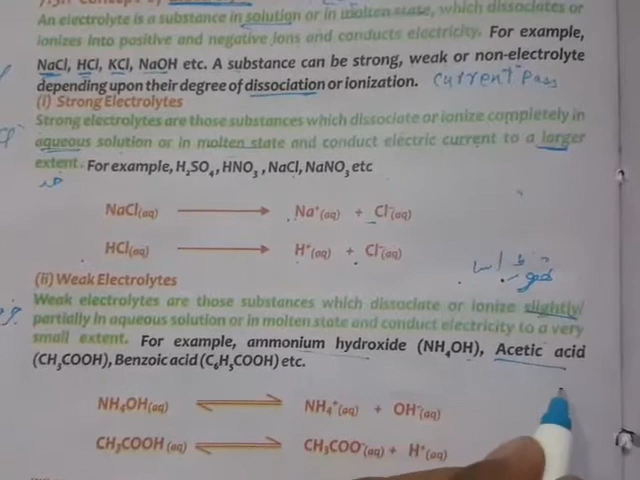 An electrolyte is a substance in solution or in molten state, which dissociates or
ionizes into positive and negative ions and conducts electricity. For example,
NaCl, HCl, KCl, NaOH etc. A substance can be strong, weak or non-electrolyte
depending upon their degree of dissociation or ionization. Current Pass
(i) Strong Electrolytes
Strong electrolytes are those substances which dissociate or ionize completely in
aqueous solution or in molten state and conduct electric current to a larger
extent. For example, H₂SO₄, HNO₃, NaCl, NaNO₃ etc
NaCl(aq) ⟶ Na⁺(aq) + Cl⁻(aq)
HCl(aq) ⟶ H⁺(aq) + Cl⁻(aq)
(ii) Weak Electrolytes
Weak electrolytes are those substances which dissociate or ionize slightly/
partially in aqueous solution or in molten state and conduct electricity to a very
small extent. For example, ammonium hydroxide (NH₄OH), Acetic acid
(CH₃COOH), Benzoic acid (C₆H₅COOH) etc.
NH₄OH(aq) ⇌ NH₄⁺(aq) + OH⁻(aq)
CH₃COOH(aq) ⇌ CH₃COO⁻(aq) + H⁺(aq)